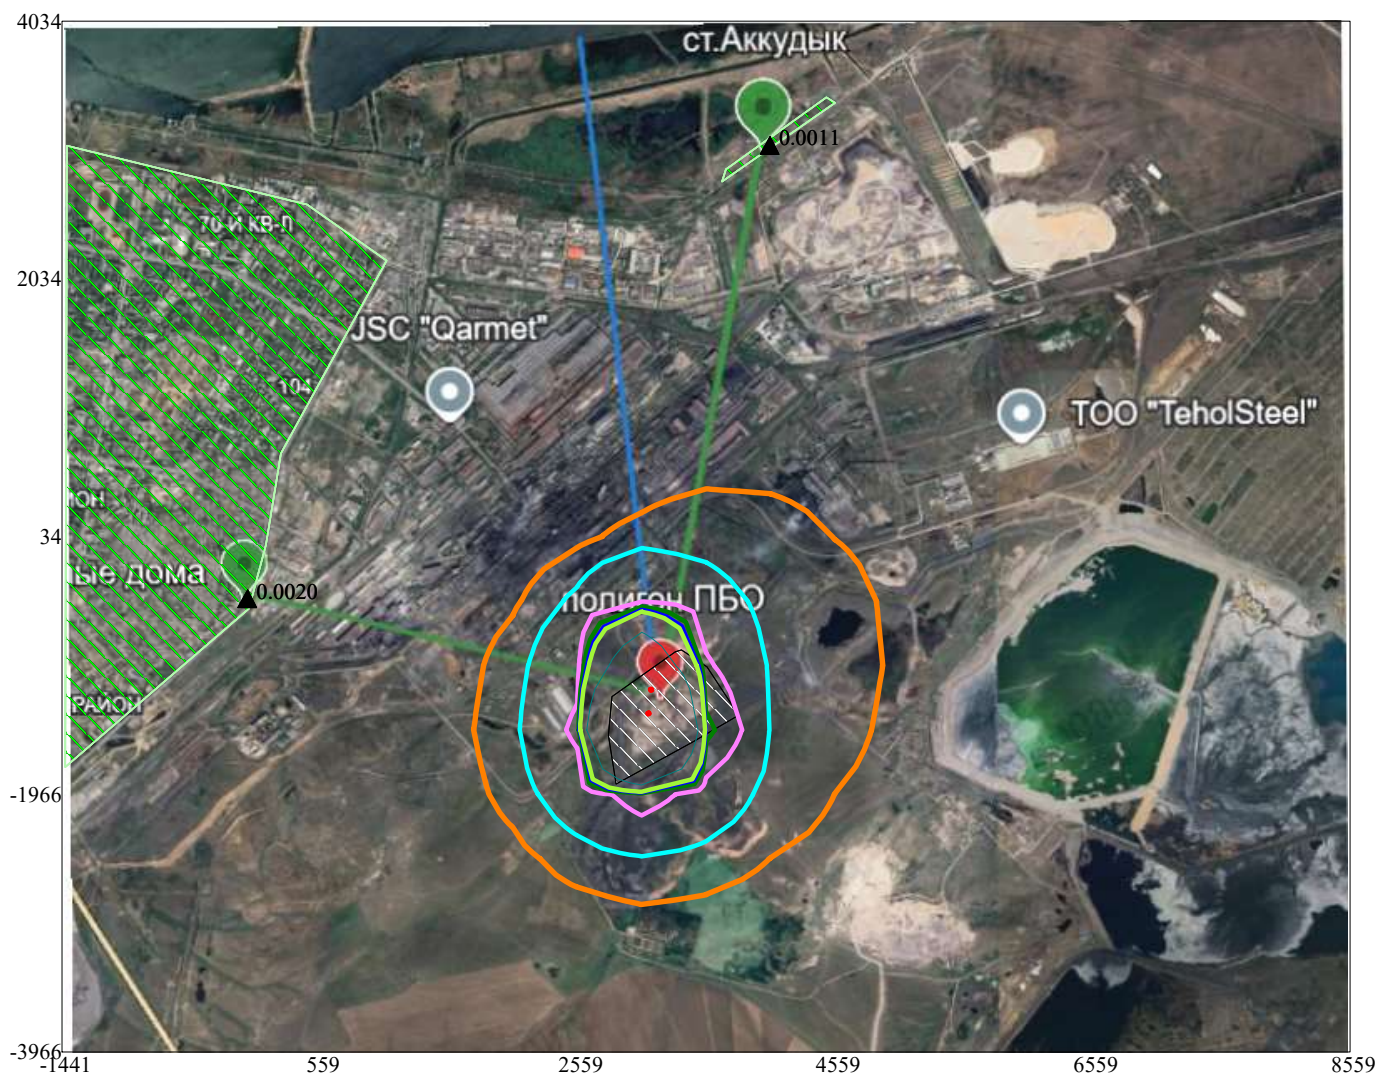 4034
ст.Аккудык
0.0011
70-Й КВ-Л
2034
JSC "Qarmet"
104
ТОО "TeholSteel"
34
ые дома
0.0020
полигон ПБО
РАЙОН
-1966
-3966
-1441
559
2559
4559
6559
8559